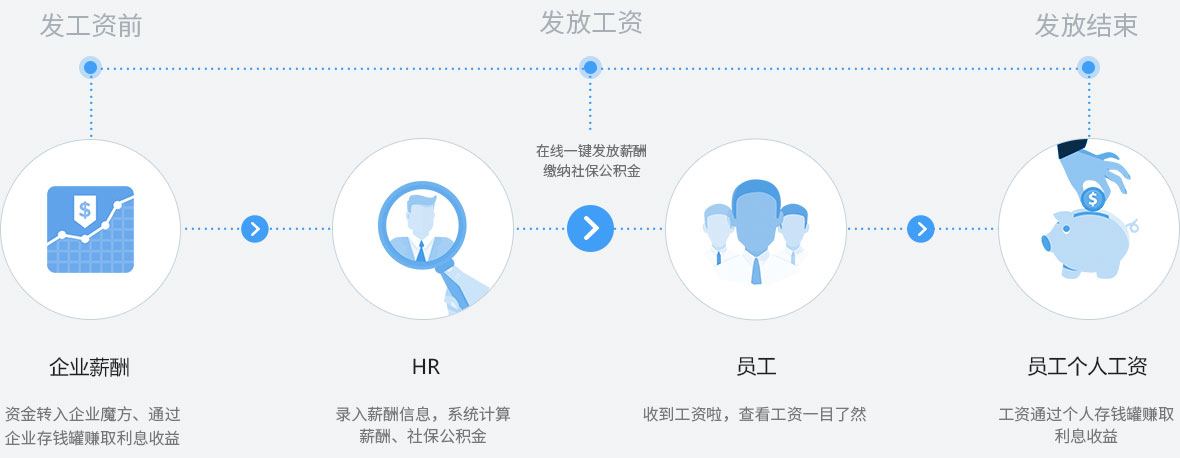 发工资前
发放工资
发放结束
在线一键发放薪酬
缴纳社保公积金
$
$
企业薪酬
HR
员工
员工个人工资
资金转入企业魔方、通过
企业存钱罐赚取利息收益
录入薪酬信息，系统计算
薪酬、社保公积金
收到工资啦，查看工资一目了然
工资通过个人存钱罐赚取
利息收益